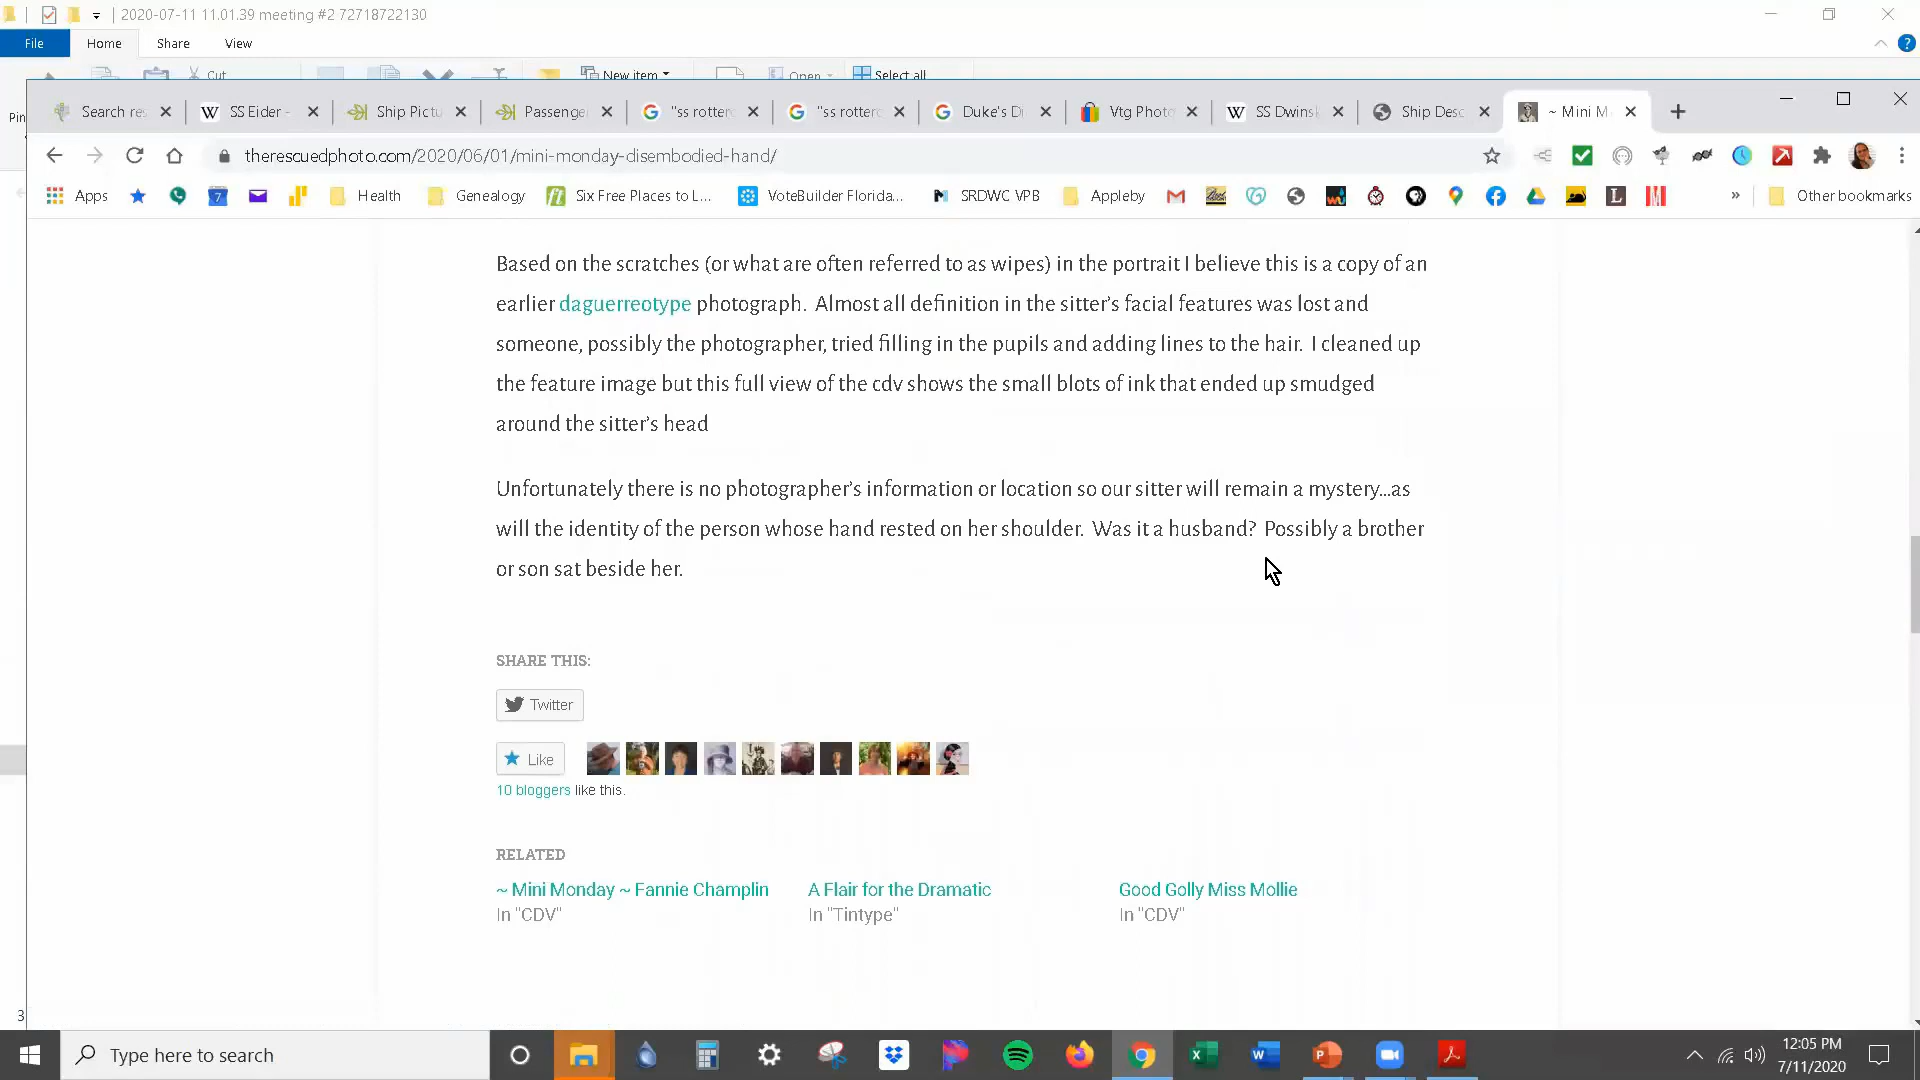 2020-07-11 11.01.39 meeting #2 72718722130
File Home Share View
Cut New item Open Select all
Pin
Search res SS Eider - Ship Pictu Passenge "ss rotterd "ss rotterd Duke's Di Vtg Photo SS Dwinsk Ship Desc ~ Mini M
therescuedphoto.com/2020/06/01/mini-monday-disembodied-hand/
Apps Health Genealogy Six Free Places to L... VoteBuilder Florida... SRDWC VPB Appleby » Other bookmarks
Based on the scratches (or what are often referred to as wipes) in the portrait I believe this is a copy of an
earlier daguerreotype photograph. Almost all definition in the sitter's facial features was lost and
someone, possibly the photographer, tried filling in the pupils and adding lines to the hair. I cleaned up
the feature image but this full view of the cdv shows the small blots of ink that ended up smudged
around the sitter's head
Unfortunately there is no photographer's information or location so our sitter will remain a mystery...as
will the identity of the person whose hand rested on her shoulder. Was it a husband? Possibly a brother
or son sat beside her.
SHARE THIS:
Twitter
Like
10 bloggers like this.
RELATED
~ Mini Monday ~ Fannie Champlin A Flair for the Dramatic Good Golly Miss Mollie
In "CDV" In "Tintype" In "CDV"
3
Type here to search
12:05 PM
7/11/2020